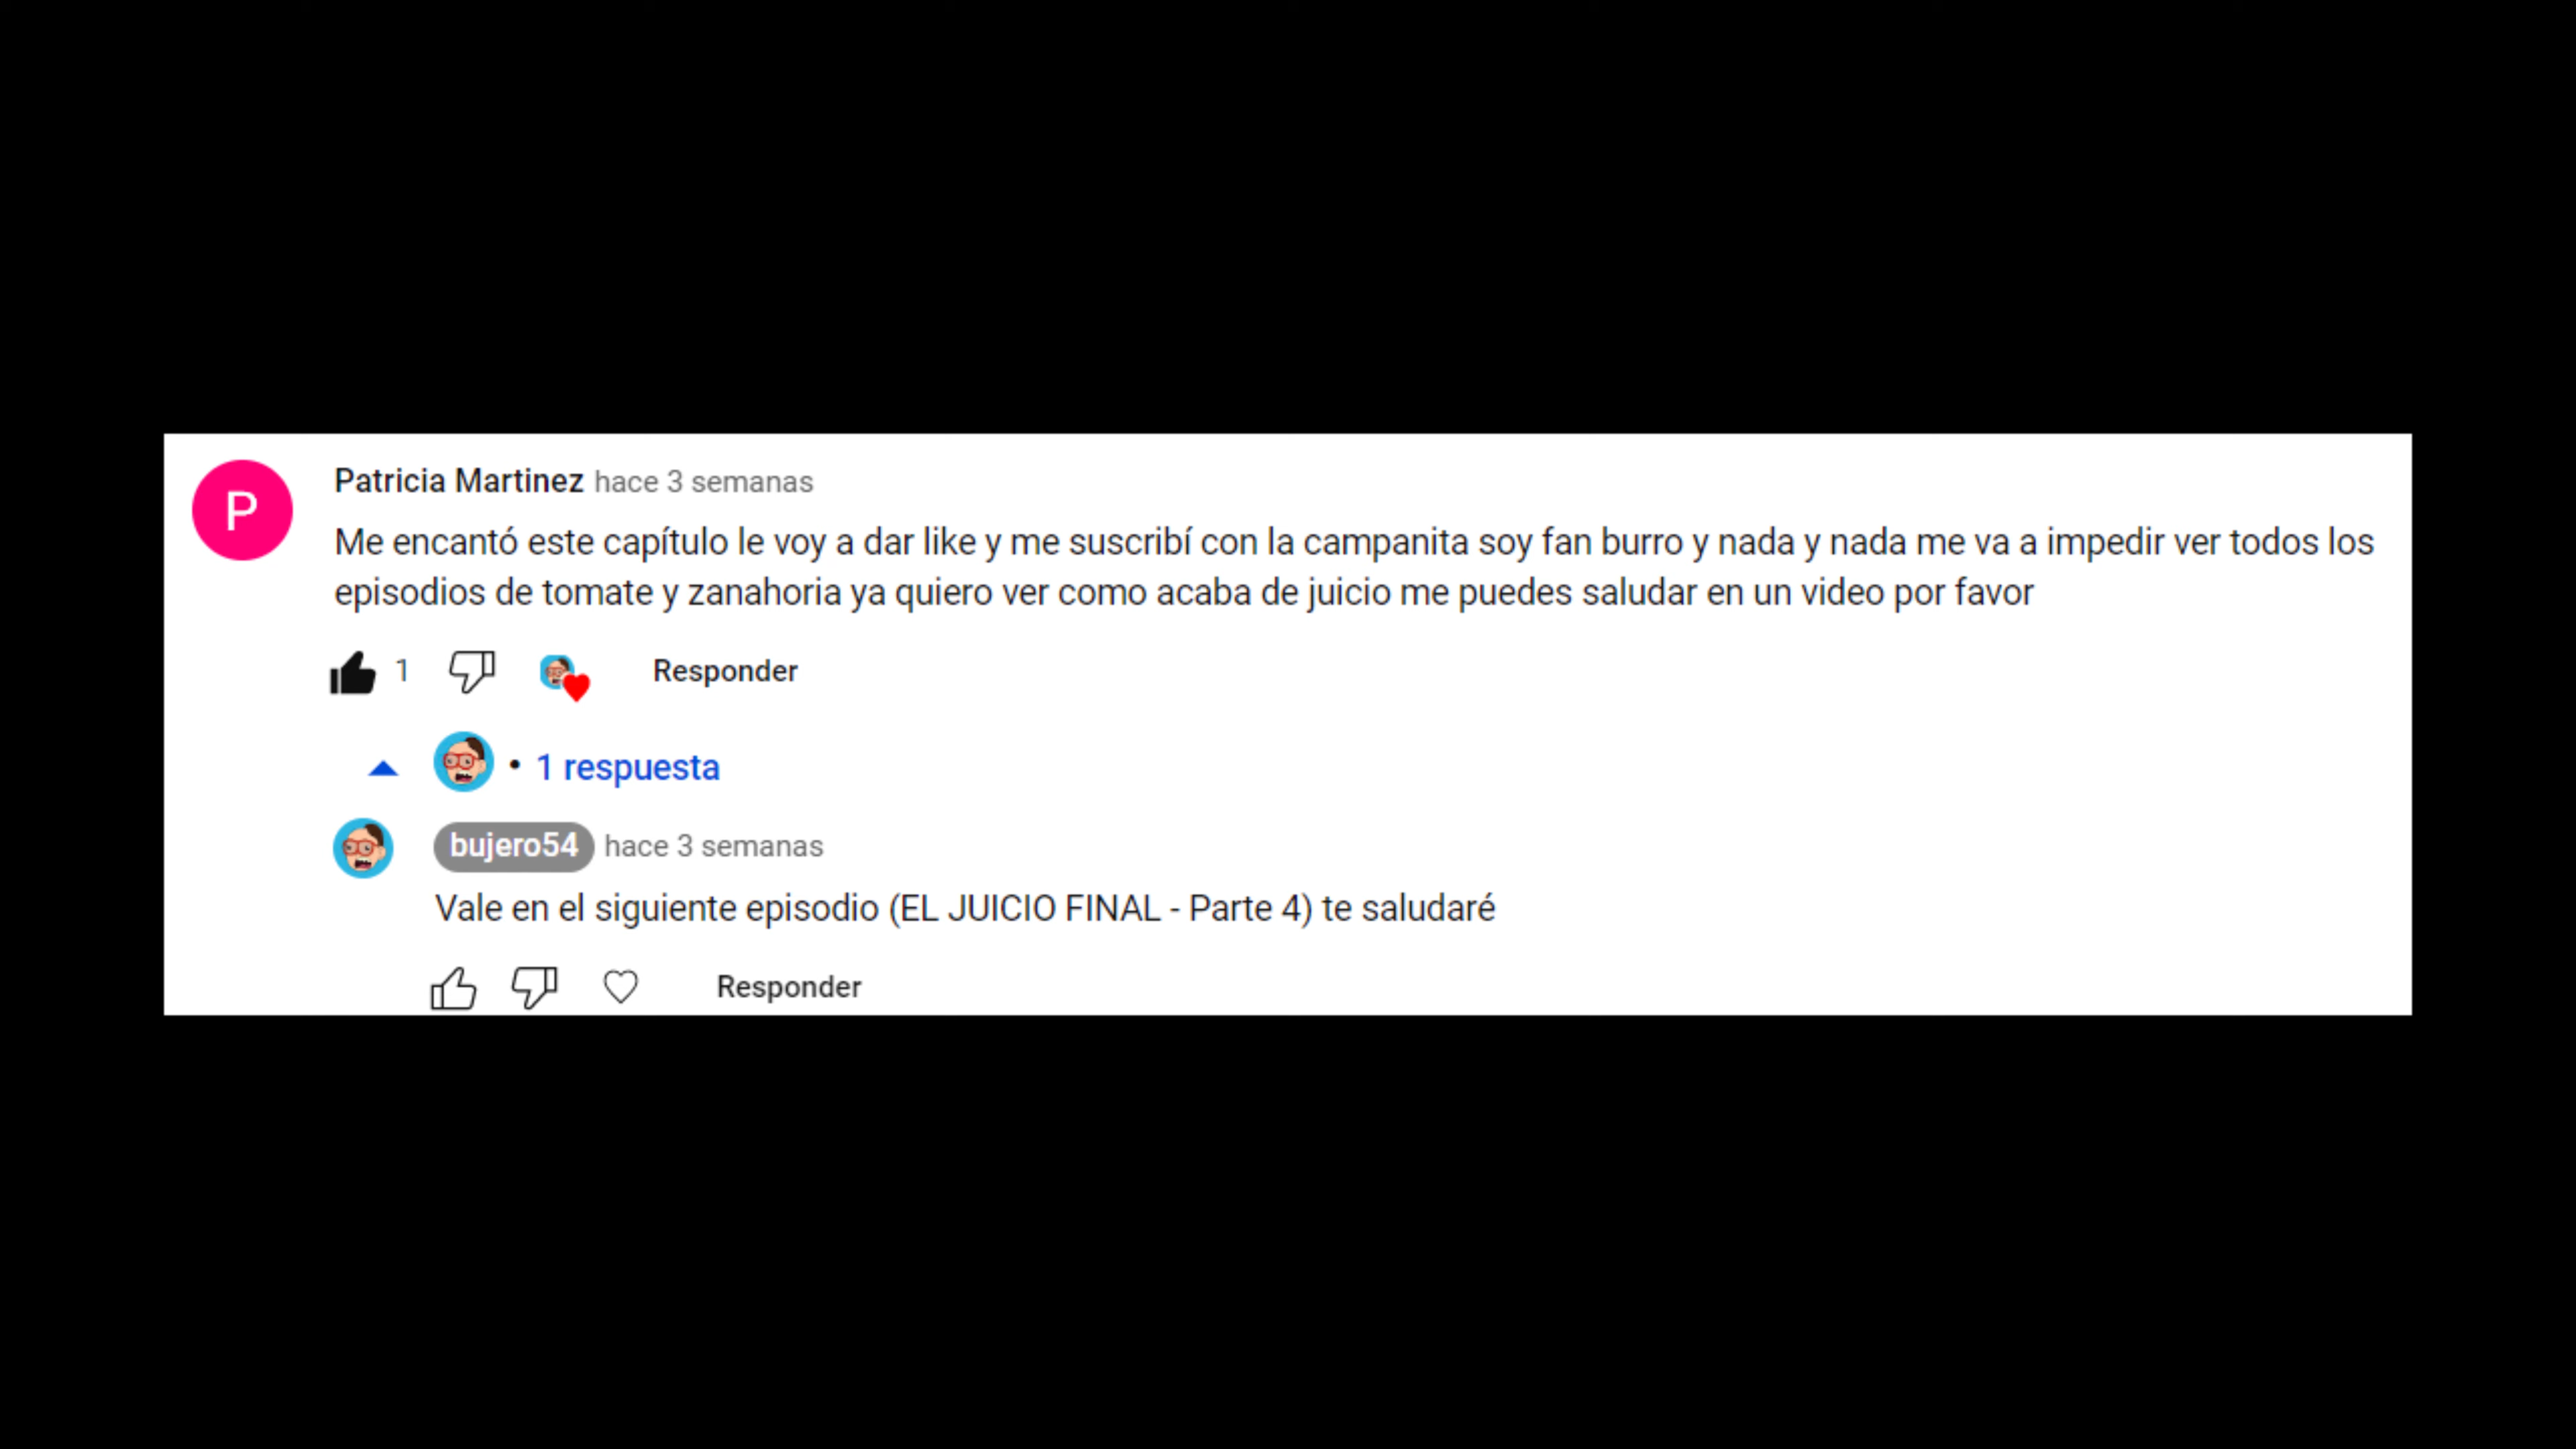 P
Patricia Martinez hace 3 semanas
Me encantó este capítulo le voy a dar like y me suscribí con la campanita soy fan burro y nada y nada me va a impedir ver todos los
episodios de tomate y zanahoria ya quiero ver como acaba de juicio me puedes saludar en un video por favor
1 Responder
• 1 respuesta
bujero54 hace 3 semanas
Vale en el siguiente episodio (EL JUICIO FINAL - Parte 4) te saludaré
Responder